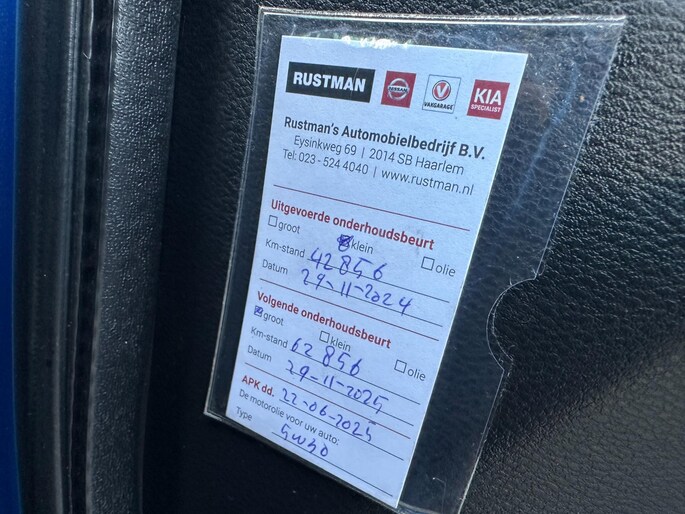 RUSTMAN NISSAN VAKGARAGE KIA SPECIALIST
Rustman's Automobielbedrijf B.V.
Eysinkweg 69 | 2014 SB Haarlem
Tel: 023 - 524 4040 | www.rustman.nl
Uitgevoerde onderhoudsbeurt
groot klein olie
Km-stand 42856
Datum 29-11-2024
Volgende onderhoudsbeurt
groot klein olie
Km-stand 62856
Datum 29-11-2025
APK dd. 22-06-2025
De motorolie voor uw auto:
Type 5W30